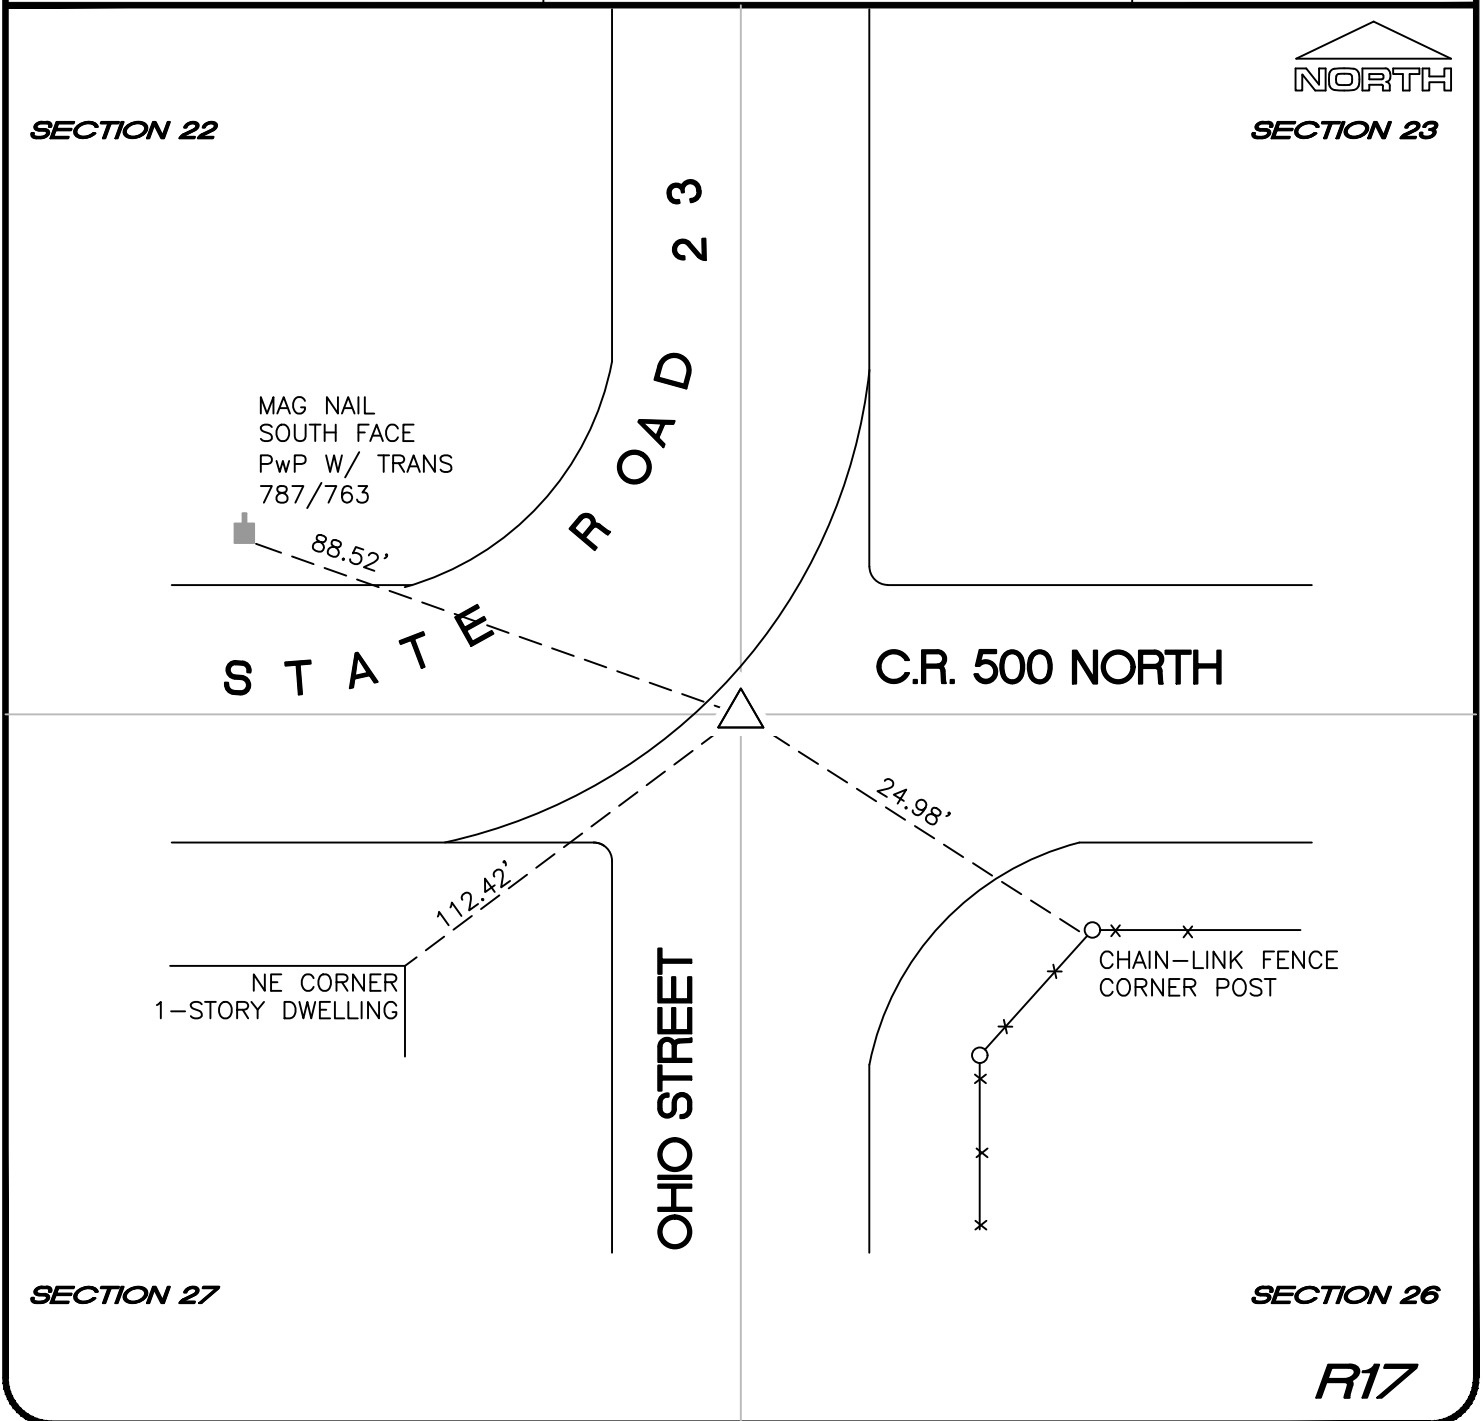 NORTH
SECTION 22
SECTION 23
STATE ROAD 23
MAG NAIL
SOUTH FACE
PwP W/ TRANS
787/763
88.52'
C.R. 500 NORTH
24.98'
112.42'
CHAIN-LINK FENCE
CORNER POST
NE CORNER
1-STORY DWELLING
OHIO STREET
SECTION 27
SECTION 26
R17